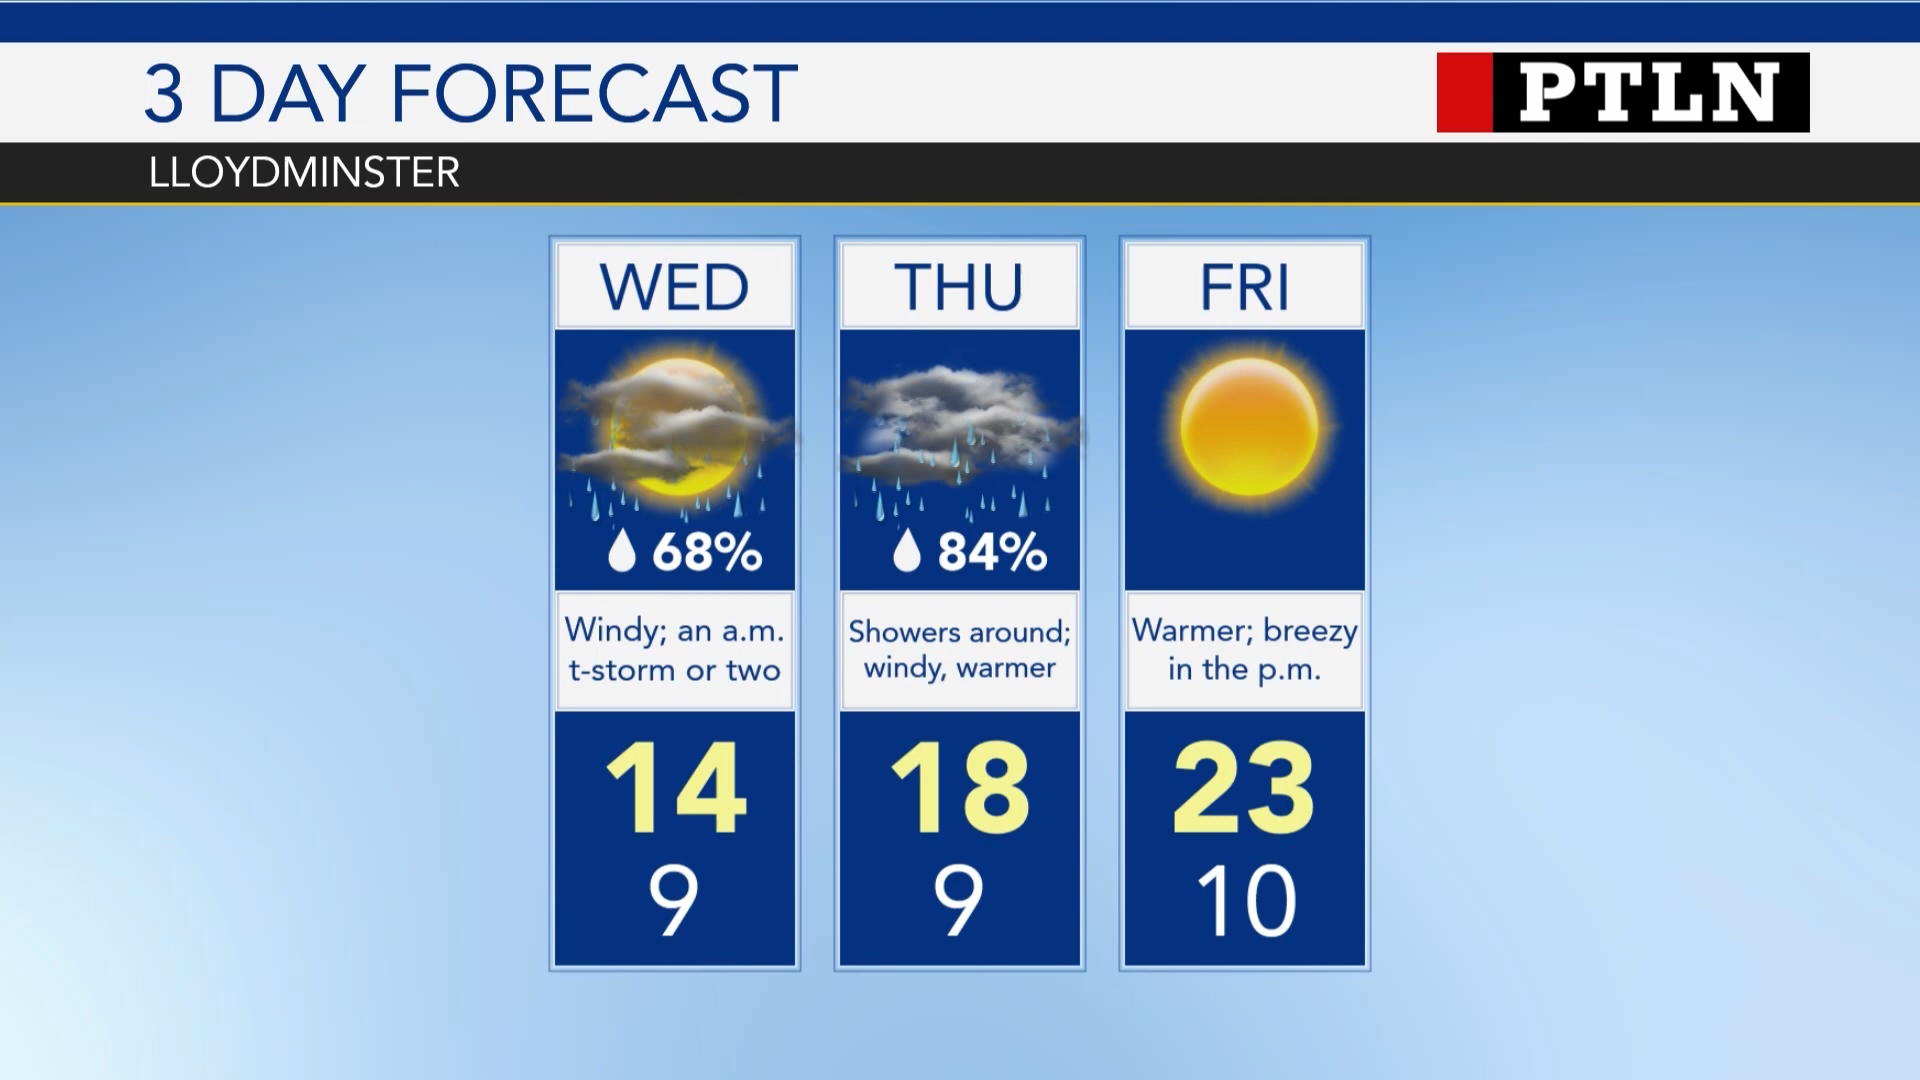 3 DAY FORECAST
PTLN
LLOYDMINSTER
WED
68%
Windy; an a.m.
t-storm or two
14
9
THU
84%
Showers around;
windy, warmer
18
9
FRI
Warmer; breezy
in the p.m.
23
10